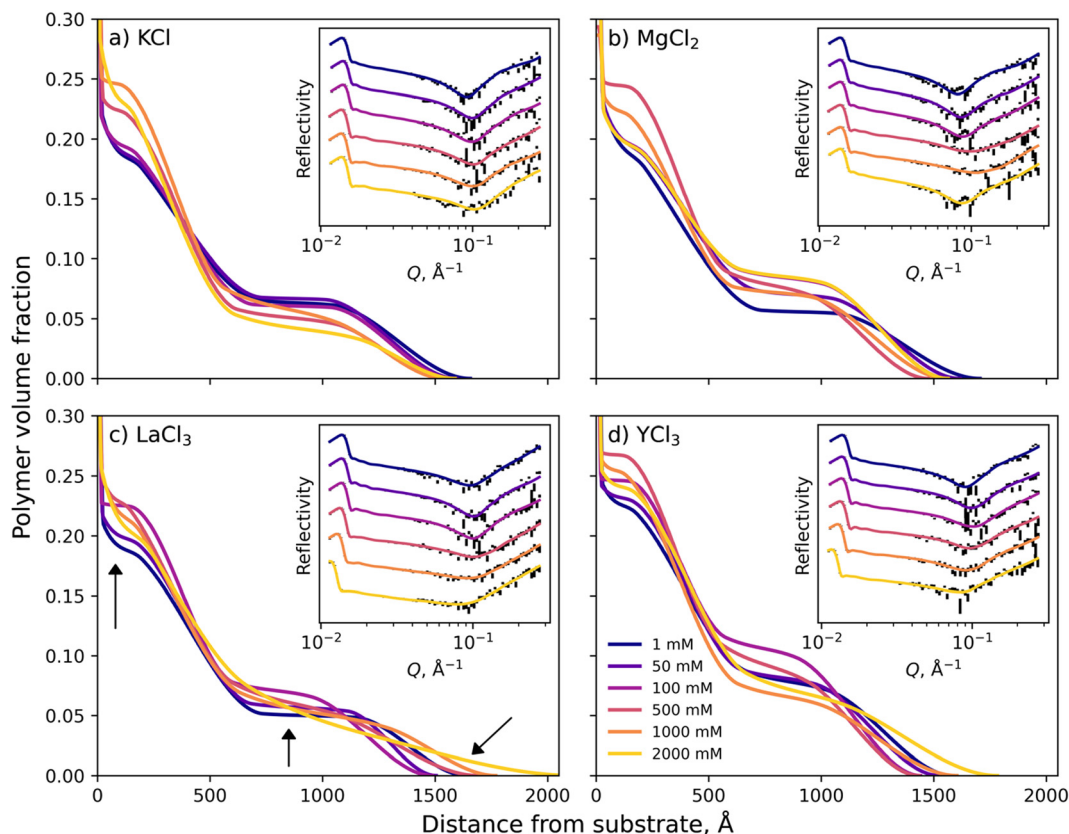 Polymer volume fraction
a) KCl
0.30
0.25
0.20
0.15
0.10
0.05
0.00
Reflectivity
10⁻²
10⁻¹
Q, Å⁻¹
b) MgCl₂
Reflectivity
10⁻²
10⁻¹
Q, Å⁻¹
c) LaCl₃
0.30
0.25
0.20
0.15
0.10
0.05
0.00
Reflectivity
10⁻²
10⁻¹
Q, Å⁻¹
0
500
1000
1500
2000
d) YCl₃
Reflectivity
10⁻²
10⁻¹
Q, Å⁻¹
1 mM
50 mM
100 mM
500 mM
1000 mM
2000 mM
0
500
1000
1500
2000
Distance from substrate, Å